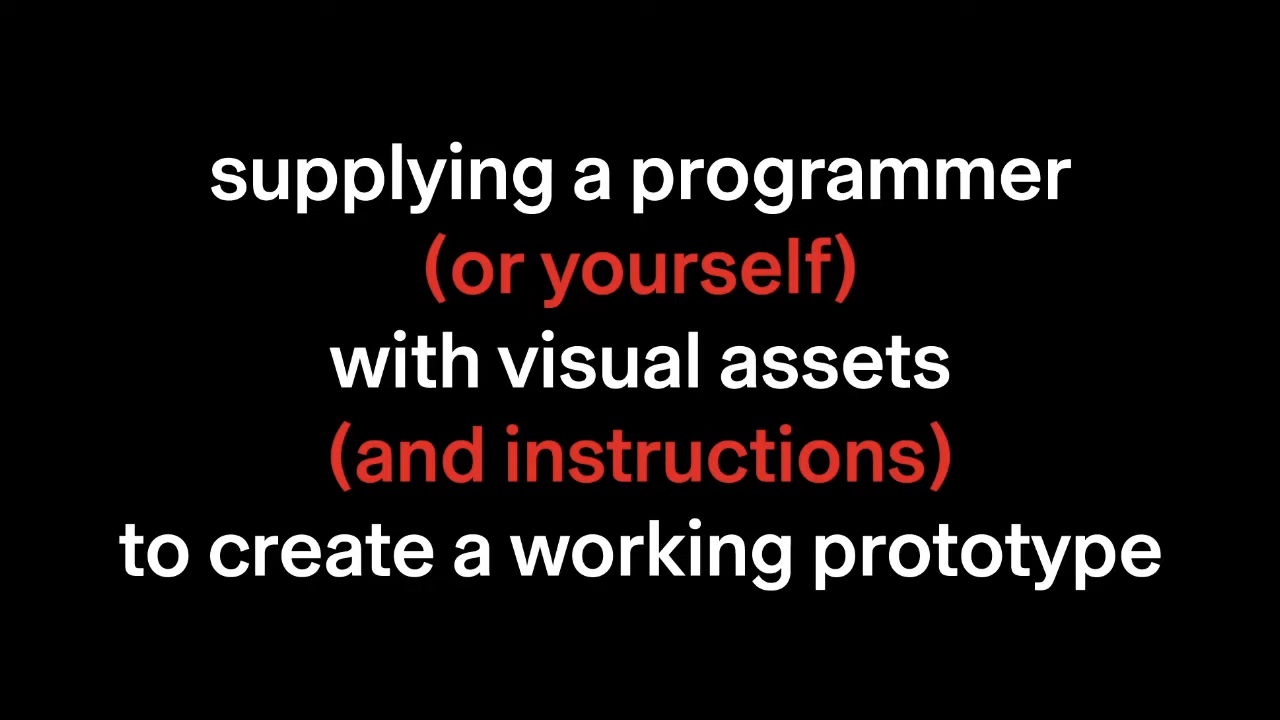 supplying a programmer
(or yourself)
with visual assets
(and instructions)
to create a working prototype